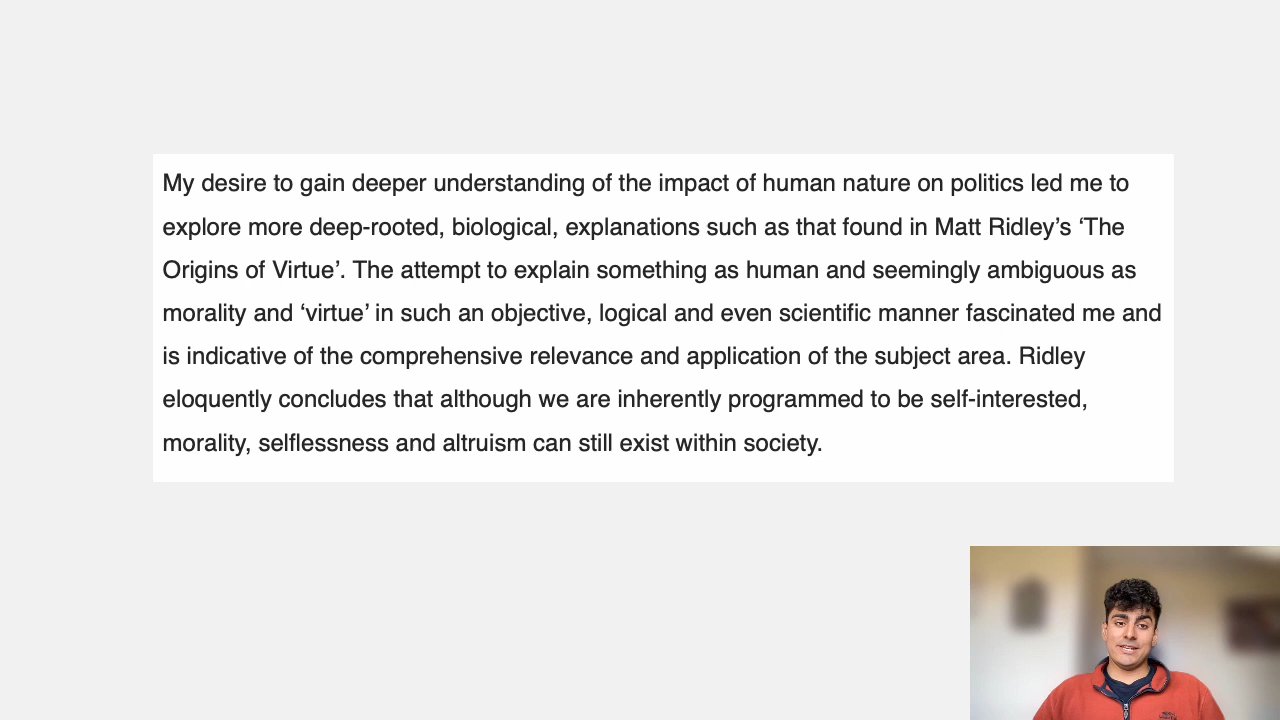 My desire to gain deeper understanding of the impact of human nature on politics led me to
explore more deep-rooted, biological, explanations such as that found in Matt Ridley’s ‘The
Origins of Virtue’. The attempt to explain something as human and seemingly ambiguous as
morality and ‘virtue’ in such an objective, logical and even scientific manner fascinated me and
is indicative of the comprehensive relevance and application of the subject area. Ridley
eloquently concludes that although we are inherently programmed to be self-interested,
morality, selflessness and altruism can still exist within society.